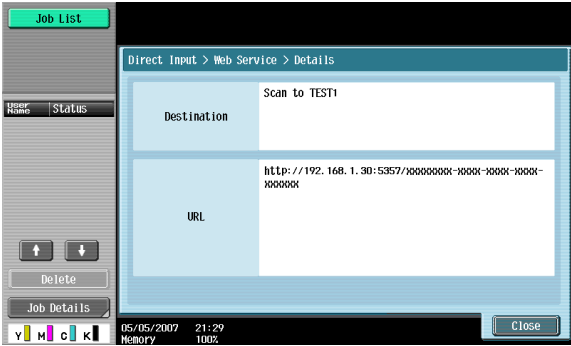 Job List
Direct Input > Web Service > Details
Destination
Scan to TEST1
User Name
Status
URL
http://192.168.1.30:5357/XXXXXXXX-XXXX-XXXX-XXXX-
XXXXXX
Delete
Job Details
Y M C K
05/05/2007 21:29
Memory 100%
Close